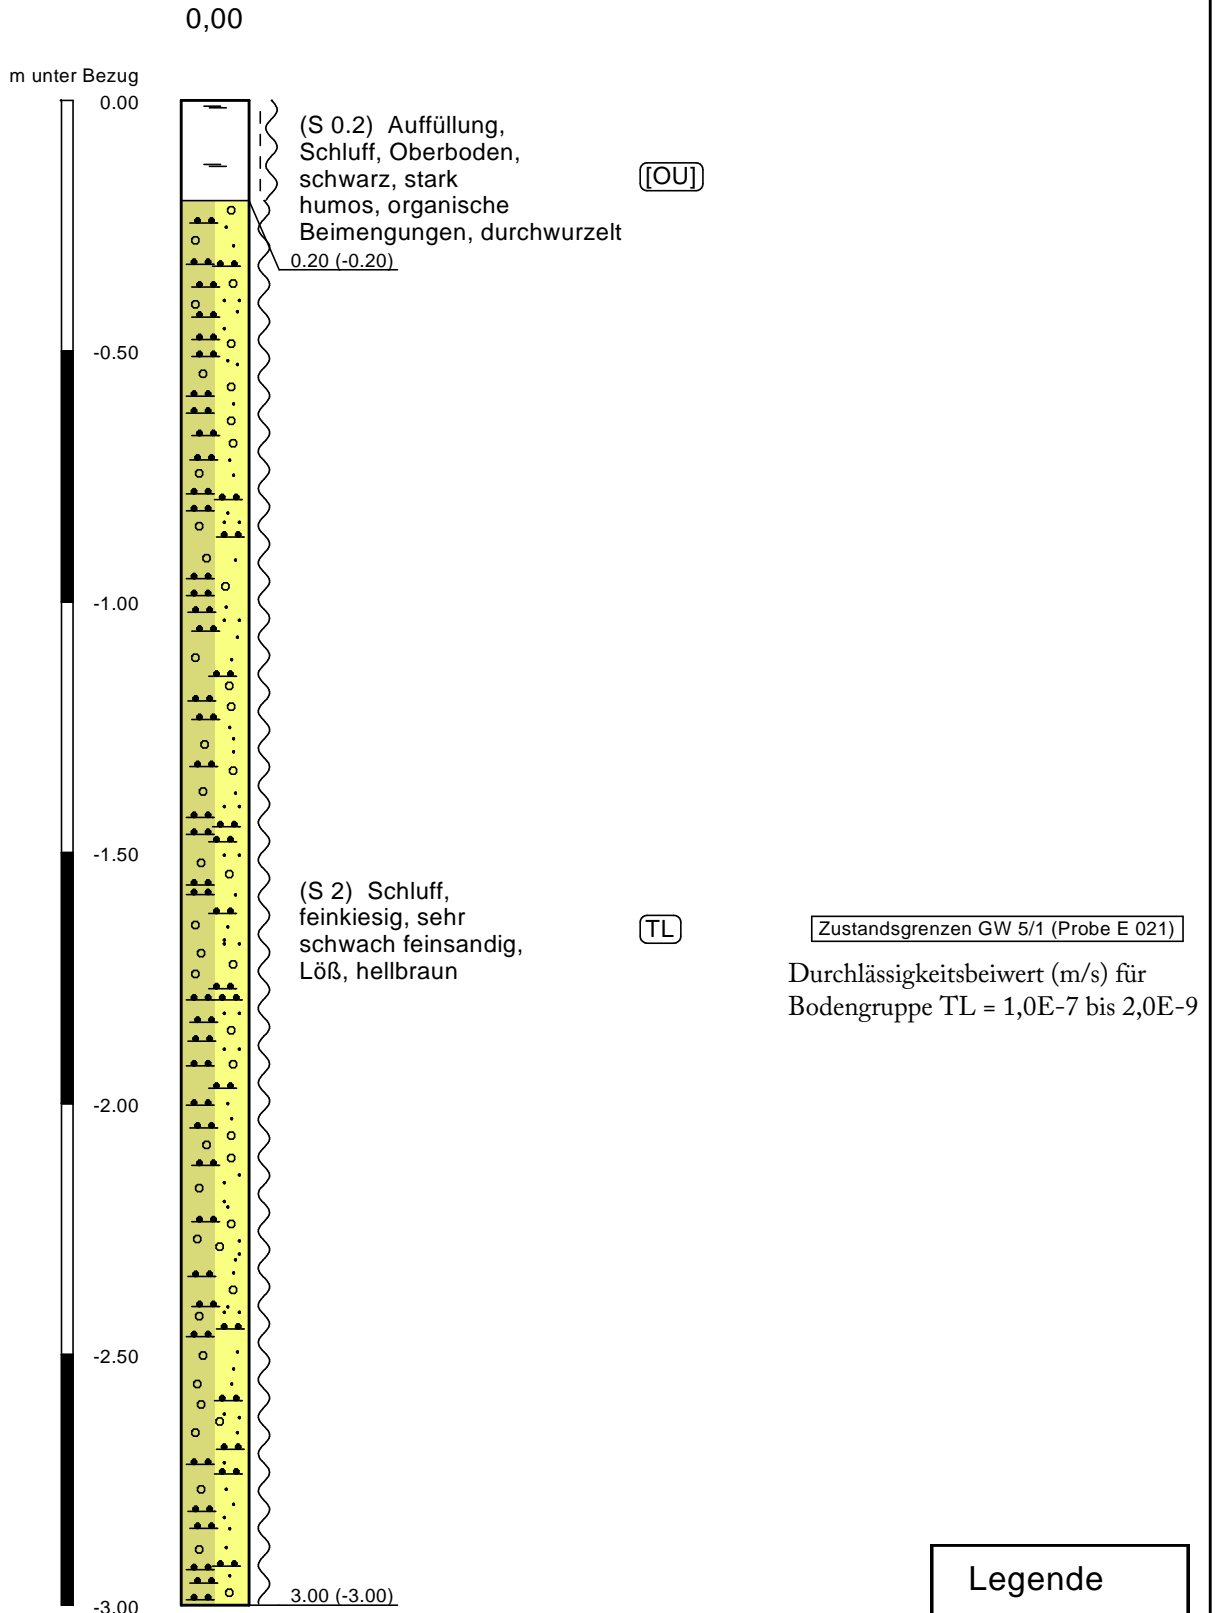 0,00
m unter Bezug
0.00
(S 0.2) Auffüllung,
Schluff, Oberboden,
schwarz, stark
humos, organische
Beimengungen, durchwurzelt
[OU]
0.20 (-0.20)
-0.50
-1.00
-1.50
(S 2) Schluff,
feinkiesig, sehr
schwach feinsandig,
Löß, hellbraun
TL
Zustandsgrenzen GW 5/1 (Probe E 021)
Durchlässigkeitsbeiwert (m/s) für
Bodengruppe TL = 1,0E-7 bis 2,0E-9
-2.00
-2.50
3.00 (-3.00)
-3.00
Legende